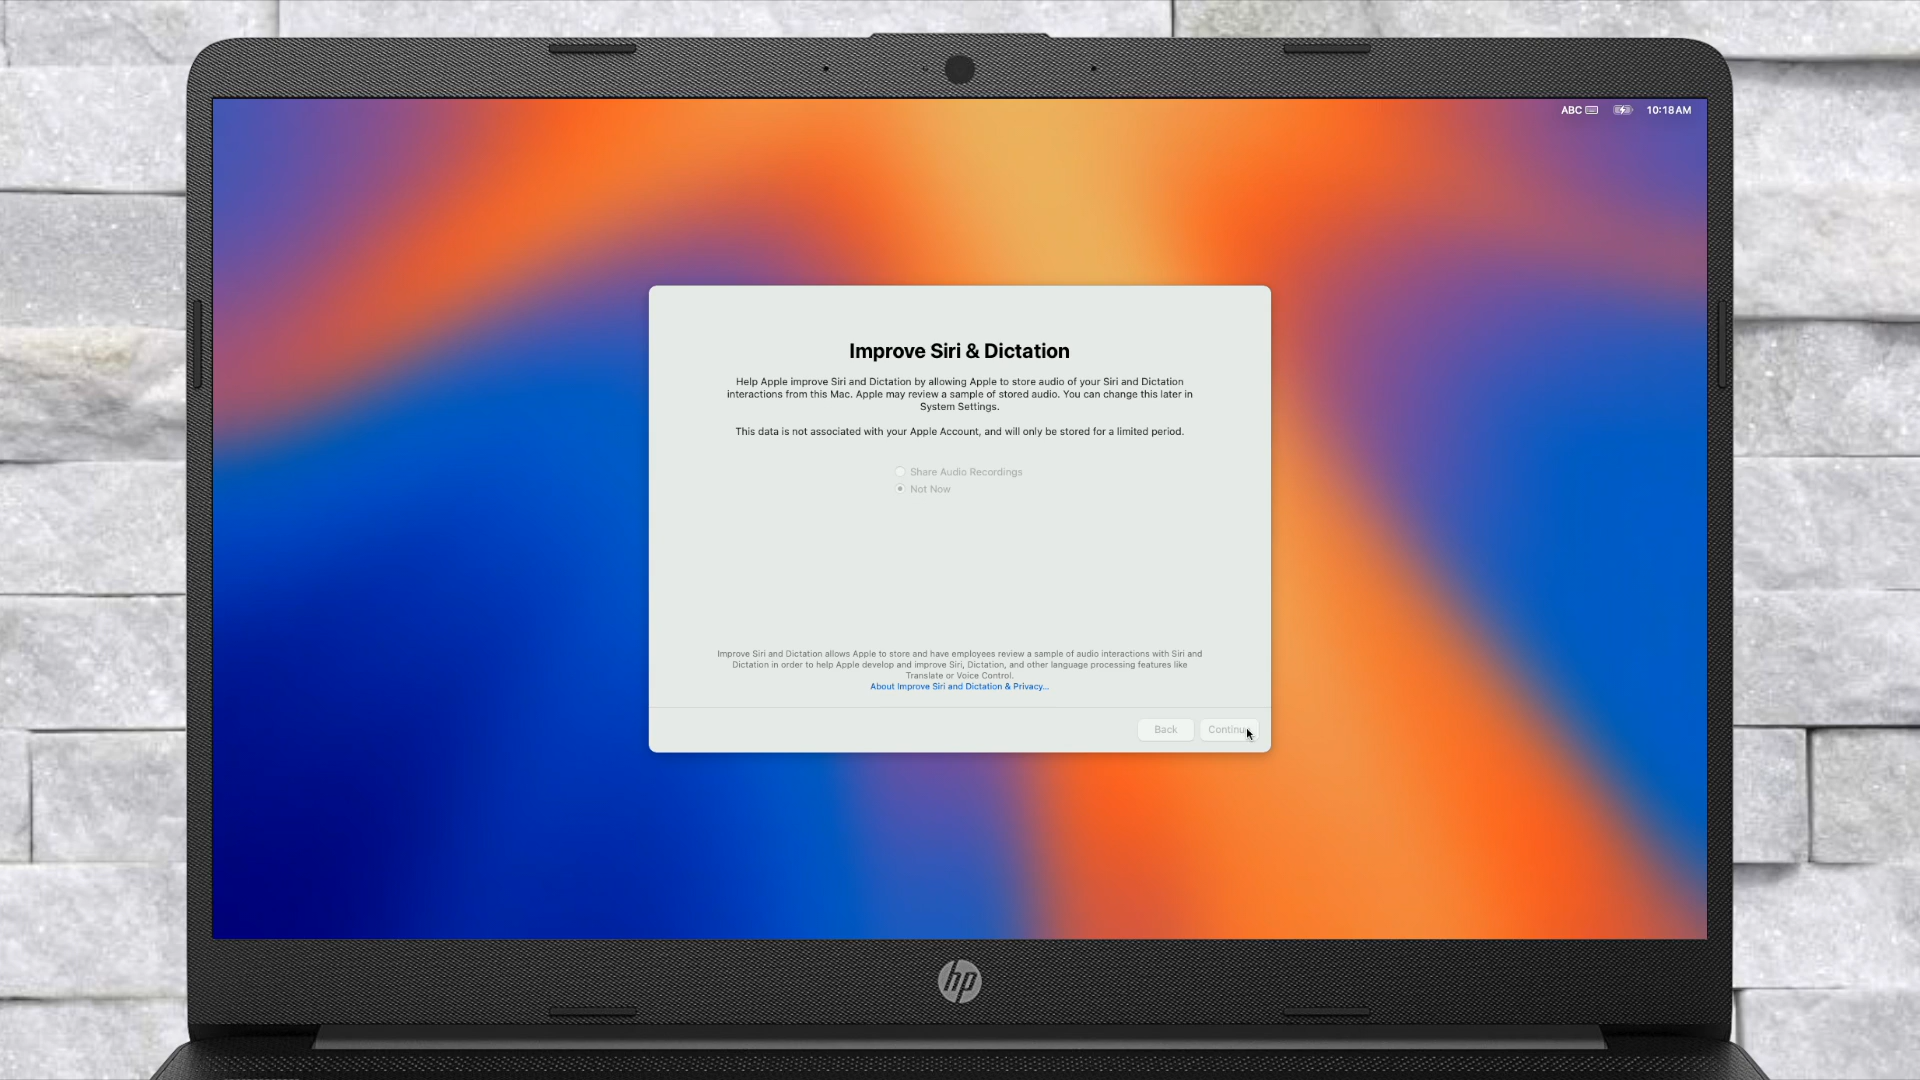 ABC
10:18AM
Improve Siri & Dictation
Help Apple improve Siri and Dictation by allowing Apple to store audio of your Siri and Dictation
interactions from this Mac. Apple may review a sample of stored audio. You can change this later in
System Settings.
This data is not associated with your Apple Account, and will only be stored for a limited period.
Share Audio Recordings
Not Now
Improve Siri and Dictation allows Apple to store and have employees review a sample of audio interactions with Siri and
Dictation in order to help Apple develop and improve Siri, Dictation, and other language processing features like
Translate or Voice Control.
About Improve Siri and Dictation & Privacy...
Back
Continue
hp